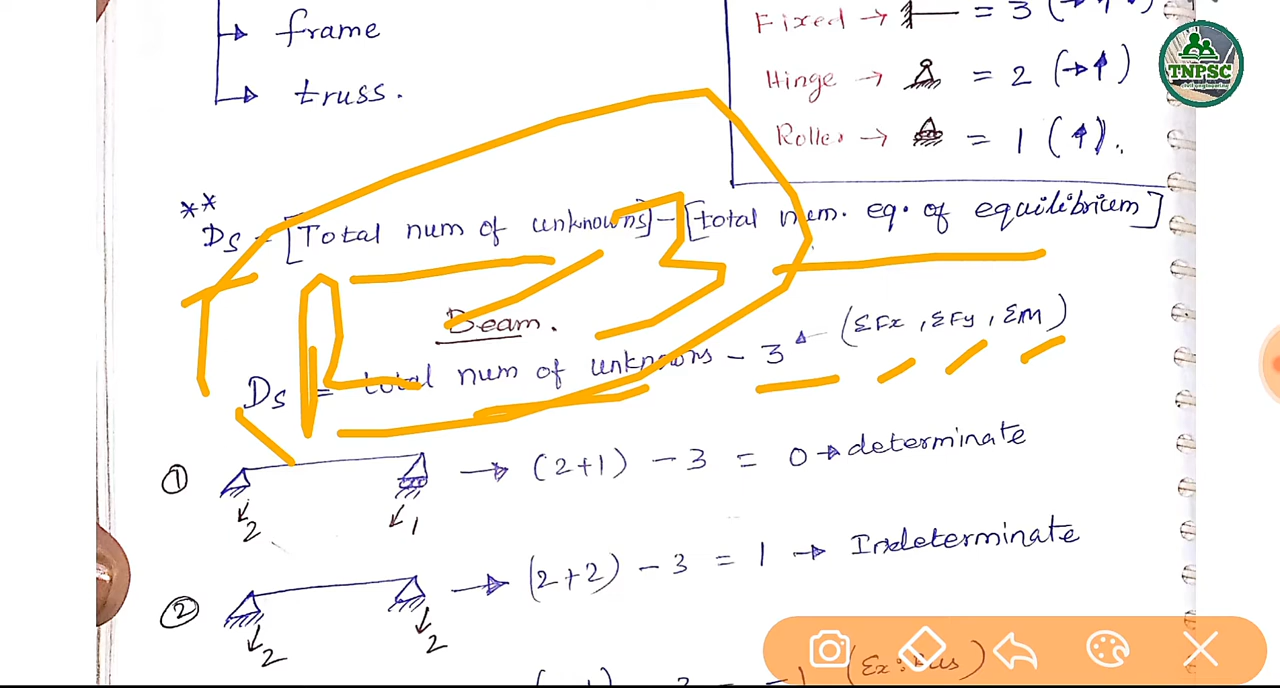 frame
truss.
Fixed → = 3 (→
Hinge → = 2 (→↑)
Roller → = 1 (↑).
TNPSC
**
Ds = [Total num of unknowns] - [total num. eq. of equilibrium]
Beam.
Ds = total num of unknowns - 3 ← (ΣFx, ΣFy, ΣM)
① → (2+1) - 3 = 0 → determinate
2 1
② → (2+2) - 3 = 1 → Indeterminate
2 2